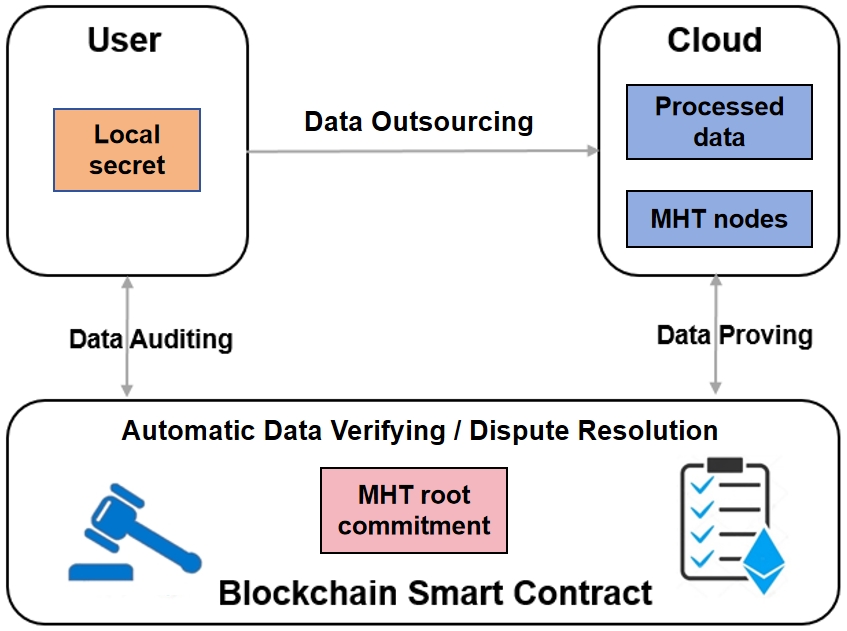 User
Cloud
Local
secret
Data Outsourcing
Processed
data
MHT nodes
Data Auditing
Data Proving
Automatic Data Verifying / Dispute Resolution
MHT root
commitment
Blockchain Smart Contract